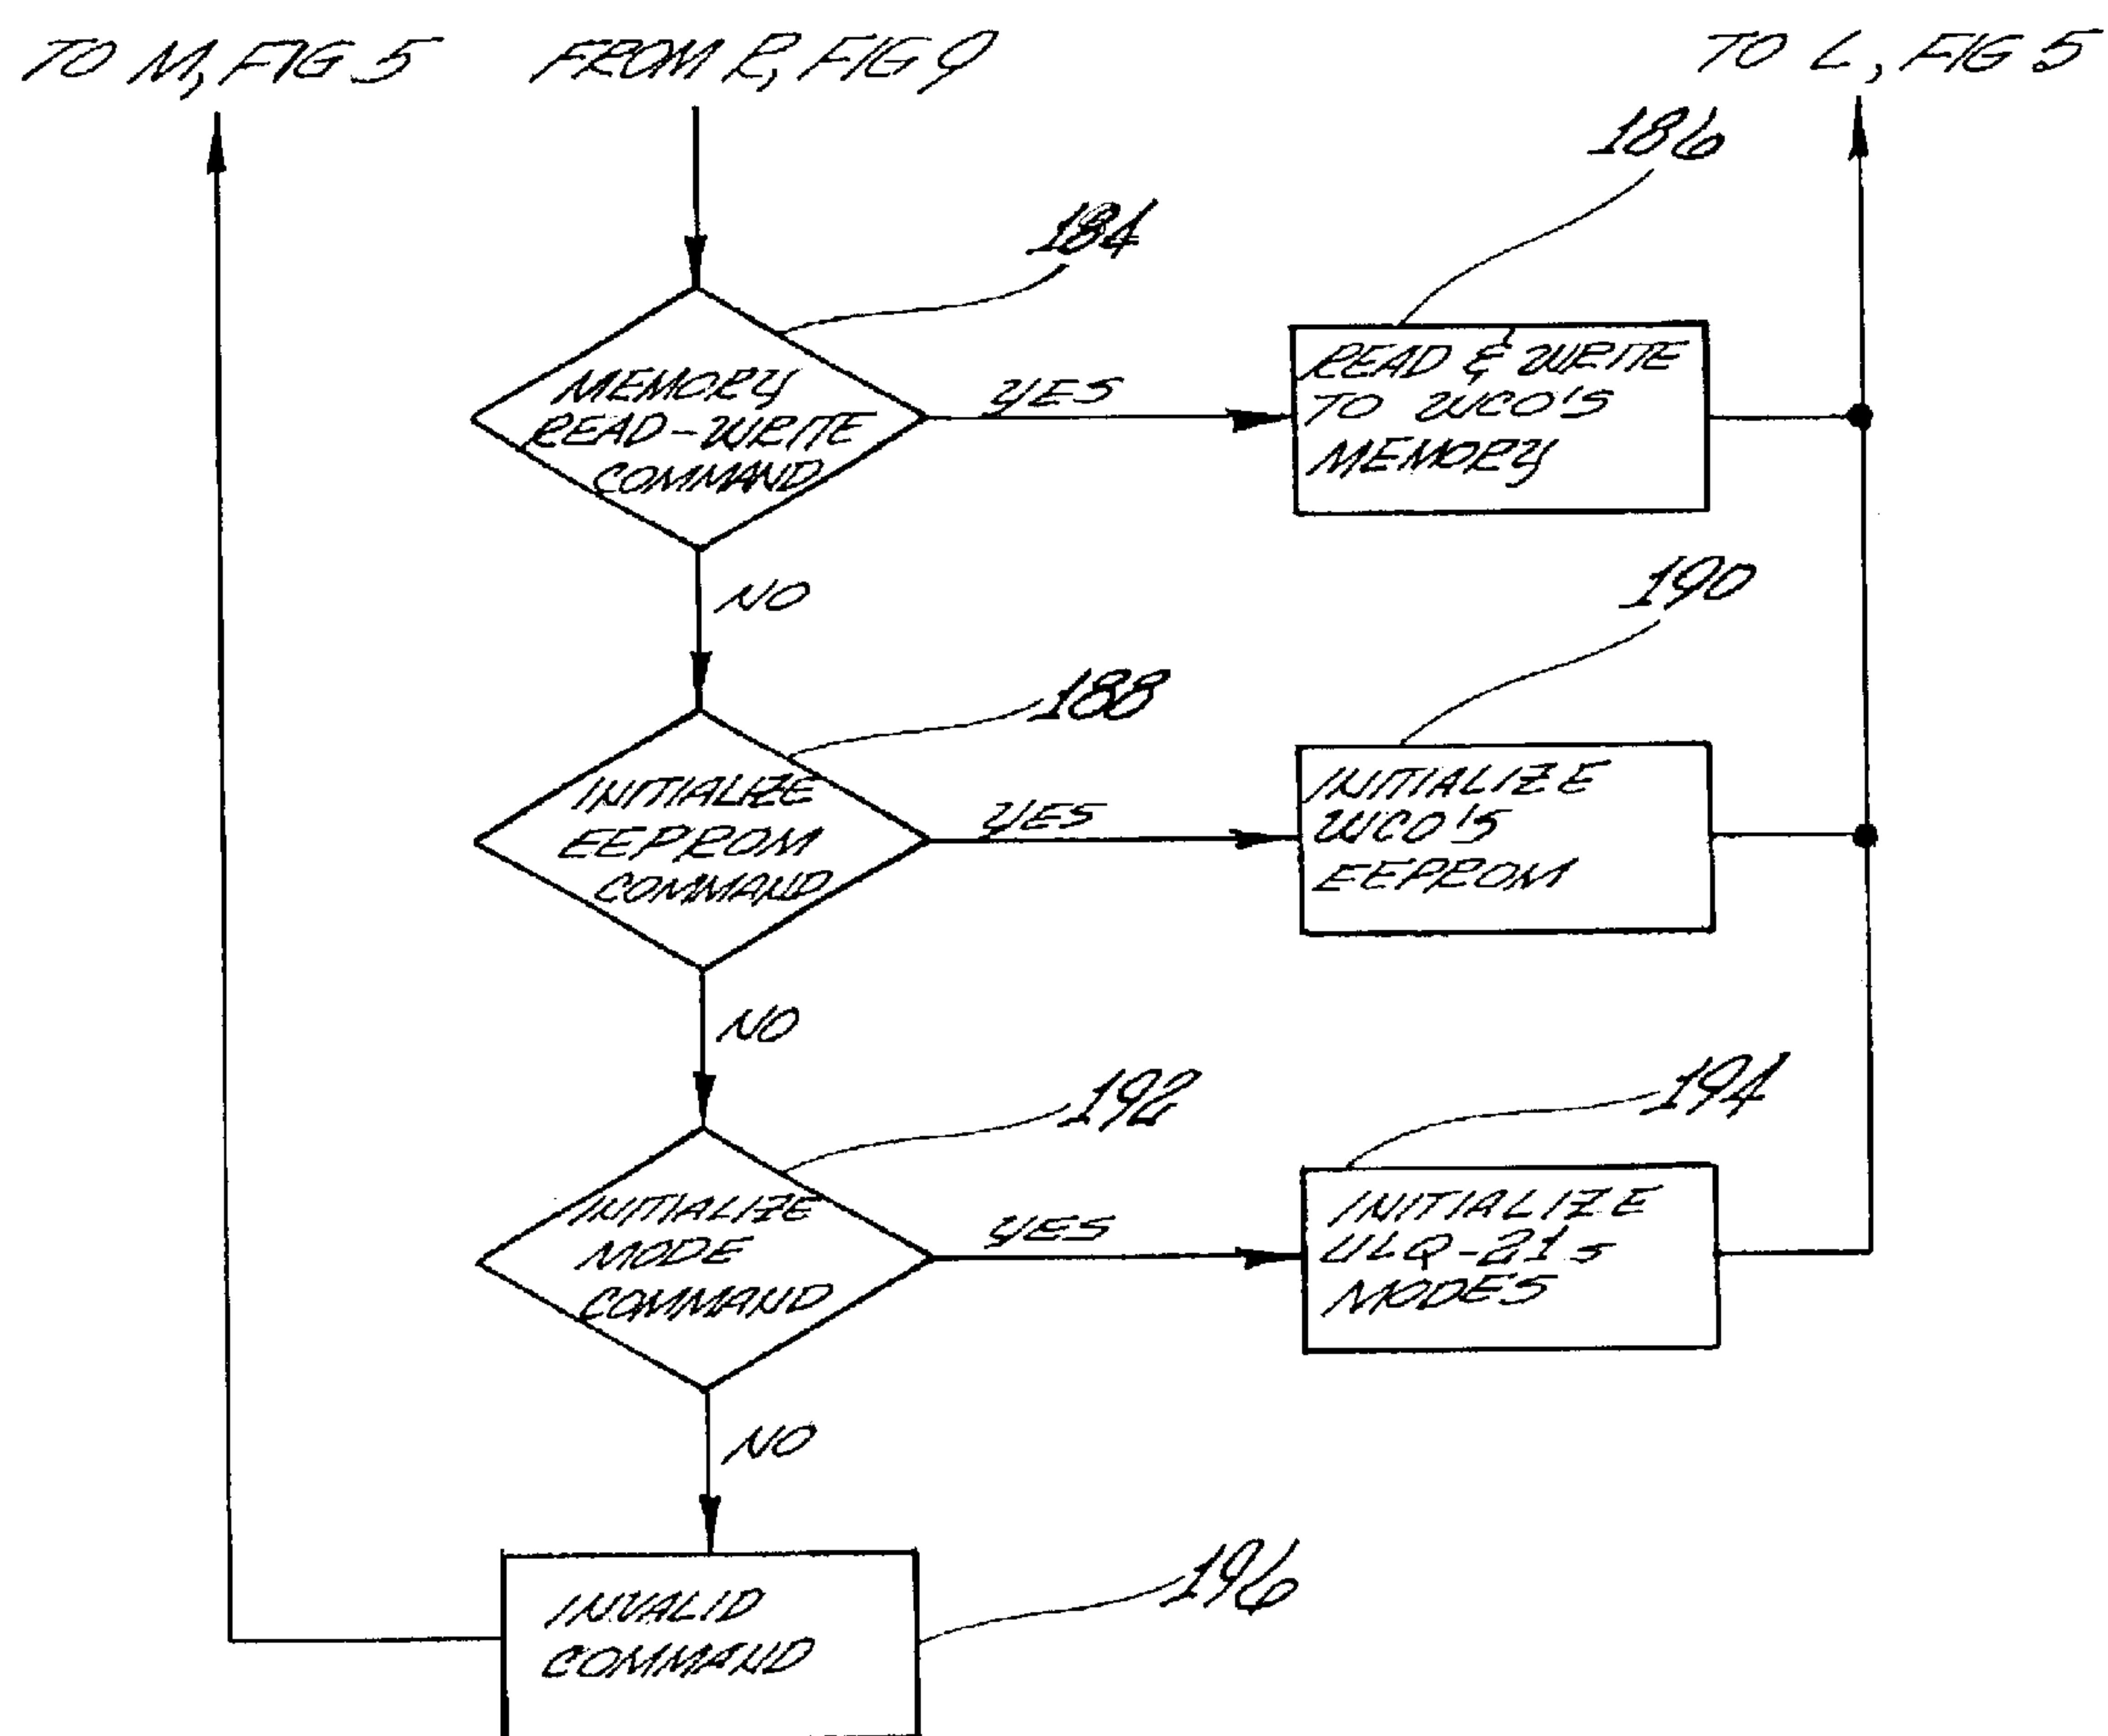 TO M, FIG 5
FROM R, FIG 9
TO L, FIG 5
186
184
MEMORY
READ-WRITE
COMMAND
YES
READ & WRITE
TO WCO'S
MEMORY
NO
190
188
INITIALIZE
EEPROM
COMMAND
YES
INITIALIZE
WCO'S
EEPROM
NO
192
194
INITIALIZE
MODE
COMMAND
YES
INITIALIZE
ULQ-21s
MODES
NO
196
INVALID
COMMAND